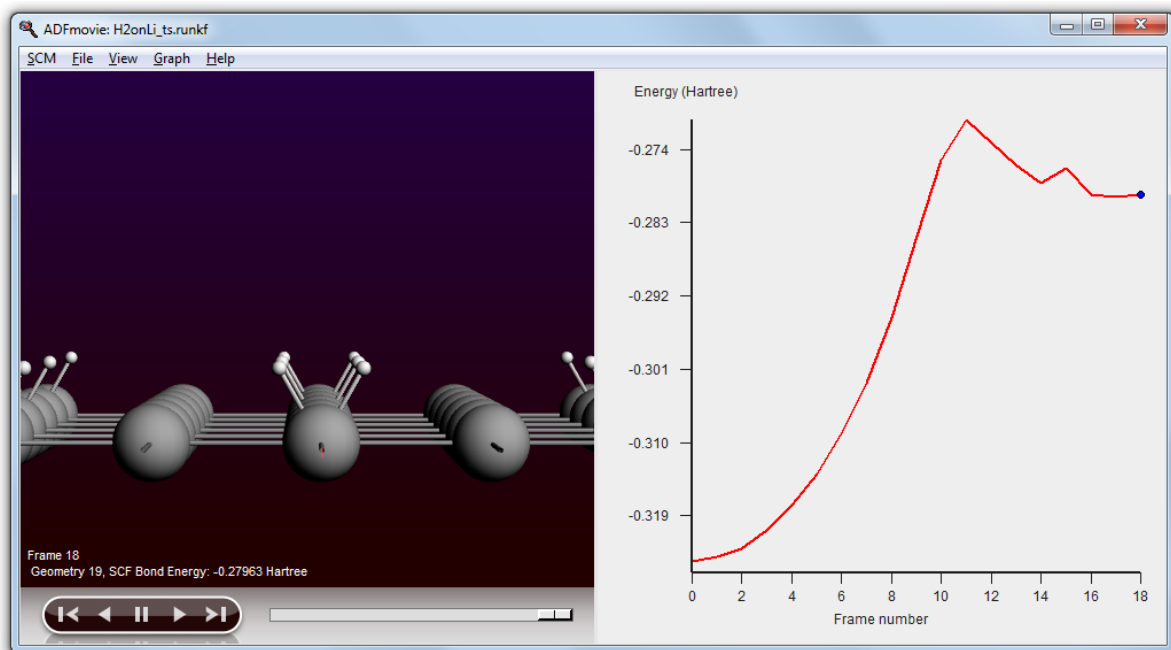 ADFmovie: H2onLi_ts.runkf
SCM File View Graph Help
Energy (Hartree)
-0.274
-0.283
-0.292
-0.301
-0.310
-0.319
0 2 4 6 8 10 12 14 16 18
Frame number
Frame 18
Geometry 19, SCF Bond Energy: -0.27963 Hartree